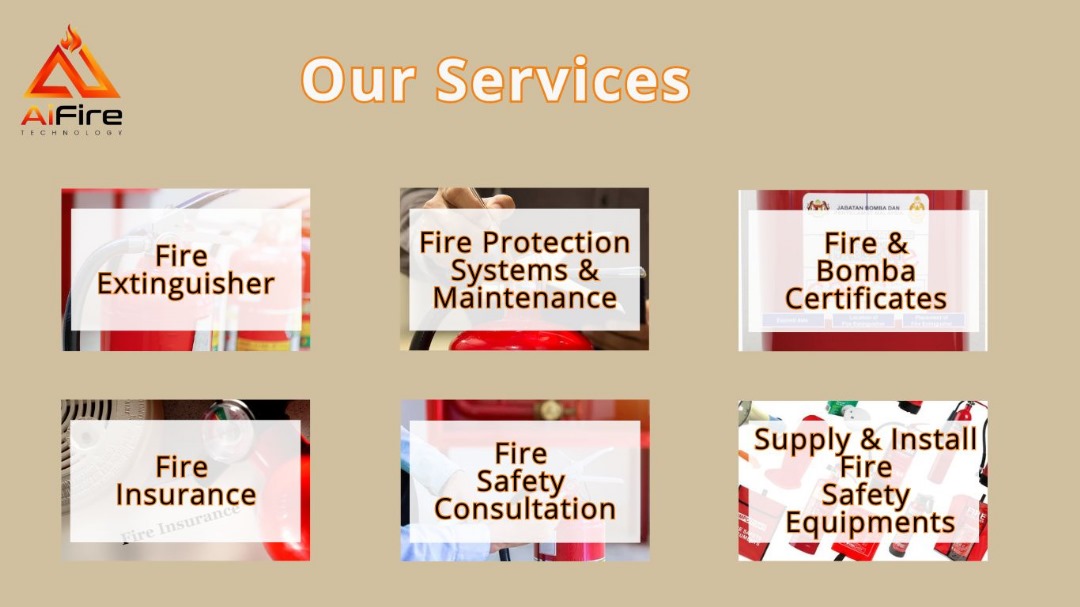 AiFire
TECHNOLOGY
Our Services
Fire
Extinguisher
Fire Protection
Systems &
Maintenance
JABATAN BOMBA DAN
Fire &
Bomba
Certificates
Fire
Insurance
Fire Insurance
Fire
Safety
Consultation
Supply & Install
Fire
Safety
Equipments
FIRE